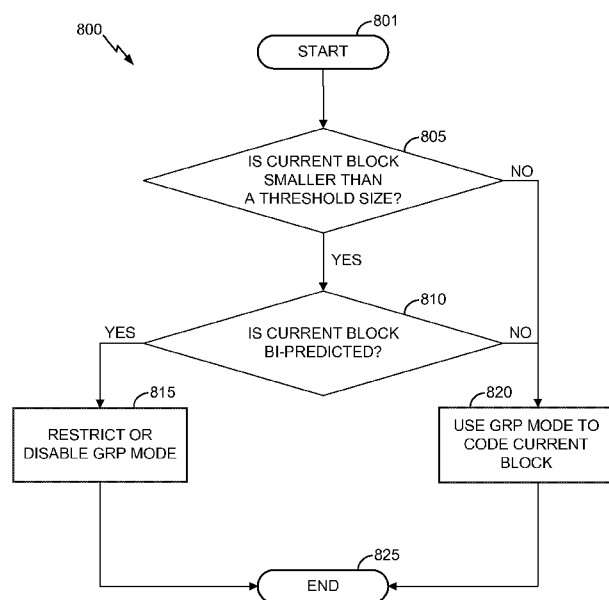 800
801
START
805
IS CURRENT BLOCK
SMALLER THAN
A THRESHOLD SIZE?
NO
YES
810
YES
IS CURRENT BLOCK
BI-PREDICTED?
NO
815
RESTRICT OR
DISABLE GRP MODE
820
USE GRP MODE TO
CODE CURRENT
BLOCK
825
END